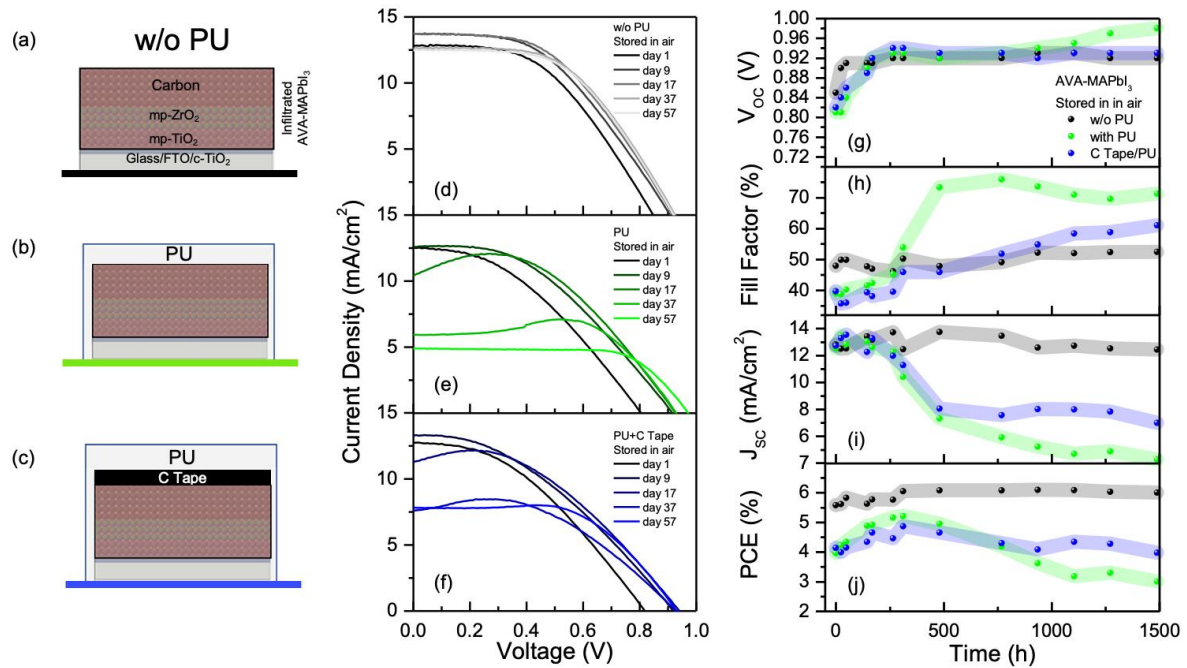 (a)
w/o PU
Carbon
mp-ZrO₂
mp-TiO₂
Glass/FTO/c-TiO₂
Infiltrated
AVA-MAPbI₃
(b)
PU
(c)
PU
C Tape
Current Density (mA/cm²)
15
10
5
w/o PU
Stored in air
day 1
day 9
day 17
day 37
day 57
(d)
15
10
5
PU
Stored in air
day 1
day 9
day 17
day 37
day 57
(e)
15
10
5
0
PU+C Tape
Stored in air
day 1
day 9
day 17
day 37
day 57
(f)
0.0 0.2 0.4 0.6 0.8 1.0
Voltage (V)
V_OC (V)
1.00
0.96
0.92
0.88
0.84
0.80
0.76
0.72
AVA-MAPbI₃
Stored in in air
w/o PU
with PU
C Tape/PU
(g)
Fill Factor (%)
70
60
50
40
(h)
J_SC (mA/cm²)
14
12
10
8
6
7
(i)
PCE (%)
6
5
4
3
2
(j)
0 500 1000 1500
Time (h)